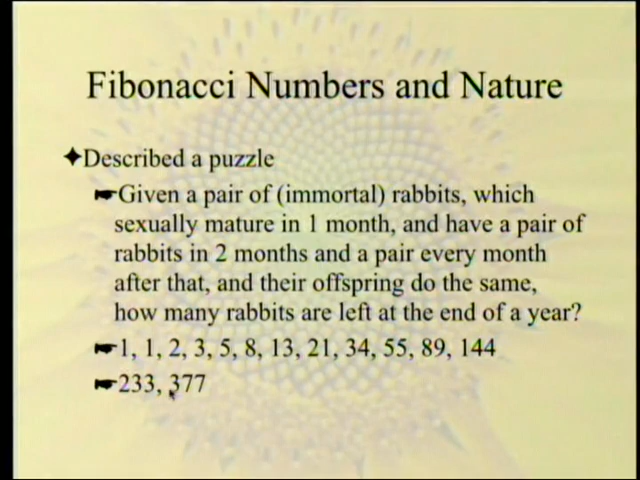 Fibonacci Numbers and Nature
Described a puzzle
Given a pair of (immortal) rabbits, which
sexually mature in 1 month, and have a pair of
rabbits in 2 months and a pair every month
after that, and their offspring do the same,
how many rabbits are left at the end of a year?
1, 1, 2, 3, 5, 8, 13, 21, 34, 55, 89, 144
233, 377